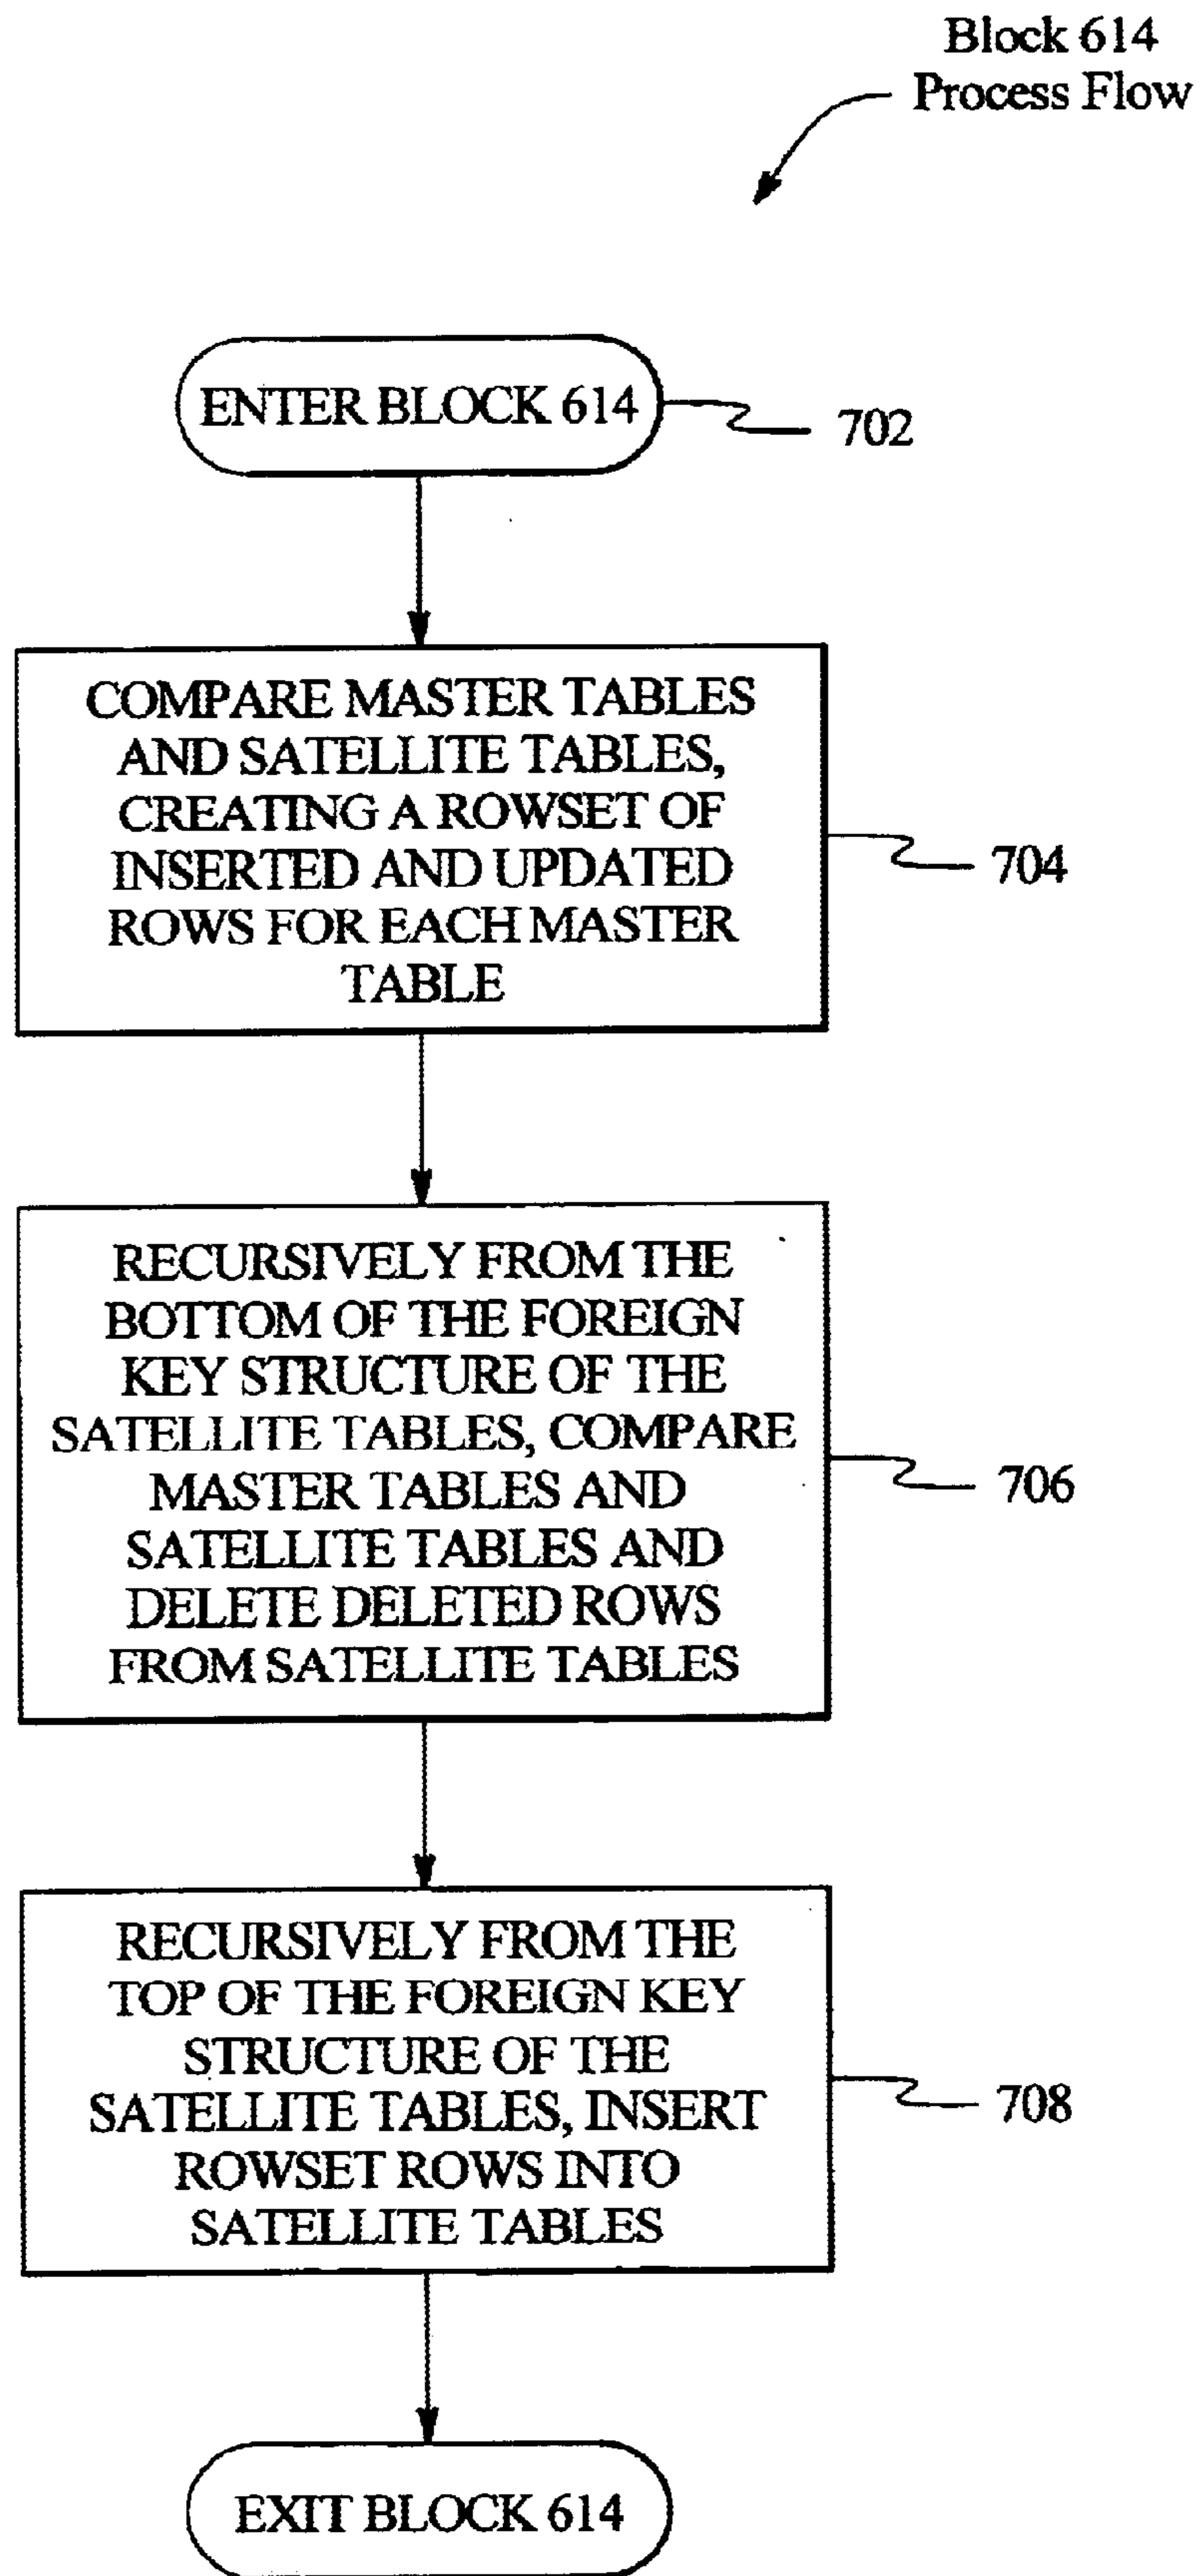 Block 614
Process Flow
ENTER BLOCK 614
702
COMPARE MASTER TABLES
AND SATELLITE TABLES,
CREATING A ROWSET OF
INSERTED AND UPDATED
ROWS FOR EACH MASTER
TABLE
704
RECURSIVELY FROM THE
BOTTOM OF THE FOREIGN
KEY STRUCTURE OF THE
SATELLITE TABLES, COMPARE
MASTER TABLES AND
SATELLITE TABLES AND
DELETE DELETED ROWS
FROM SATELLITE TABLES
706
RECURSIVELY FROM THE
TOP OF THE FOREIGN KEY
STRUCTURE OF THE
SATELLITE TABLES, INSERT
ROWSET ROWS INTO
SATELLITE TABLES
708
EXIT BLOCK 614